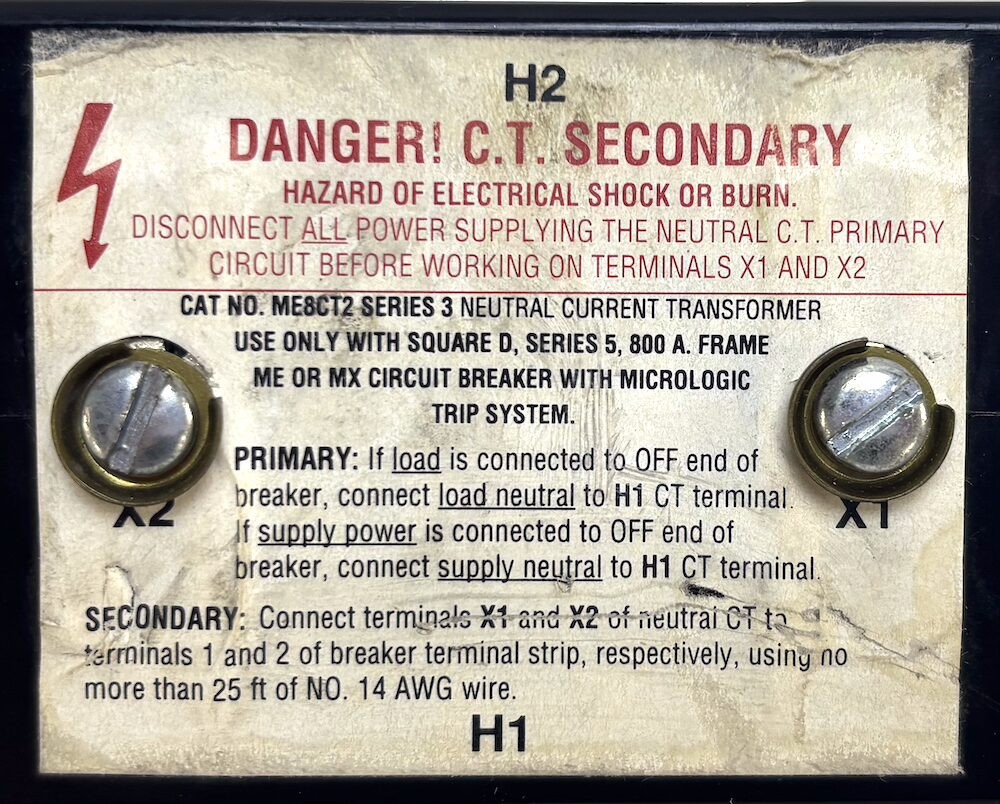 H2
DANGER! C.T. SECONDARY
HAZARD OF ELECTRICAL SHOCK OR BURN.
DISCONNECT ALL POWER SUPPLYING THE NEUTRAL C.T. PRIMARY
CIRCUIT BEFORE WORKING ON TERMINALS X1 AND X2
CAT NO. ME8CT2 SERIES 3 NEUTRAL CURRENT TRANSFORMER
USE ONLY WITH SQUARE D, SERIES 5, 800 A. FRAME
ME OR MX CIRCUIT BREAKER WITH MICROLOGIC
TRIP SYSTEM.
PRIMARY: If load is connected to OFF end of
breaker, connect load neutral to H1 CT terminal.
If supply power is connected to OFF end of
breaker, connect supply neutral to H1 CT terminal.
X2 X1
SECONDARY: Connect terminals X1 and X2 of neutral CT to
terminals 1 and 2 of breaker terminal strip, respectively, using no
more than 25 ft of NO. 14 AWG wire.
H1